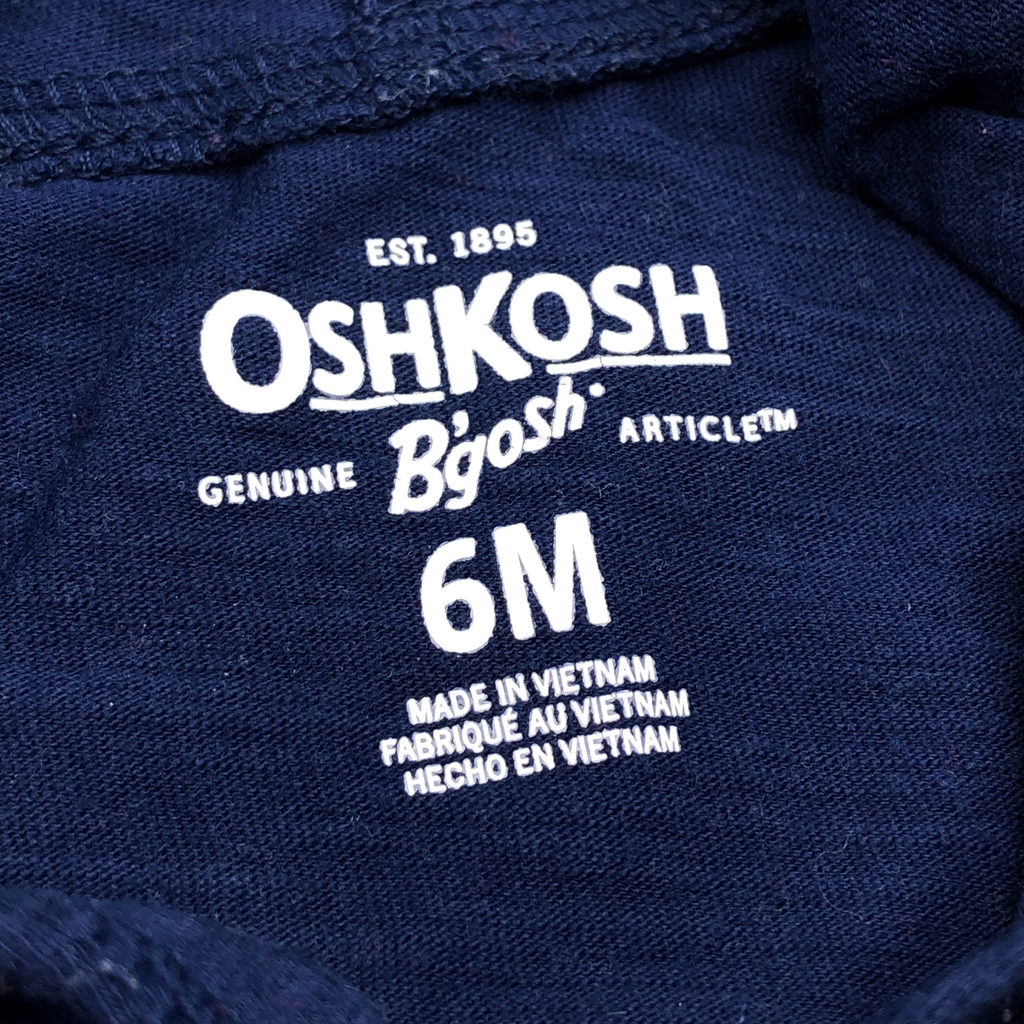 EST. 1895
OSHKOSH
GENUINE B'gosh ARTICLE™
6M
MADE IN VIETNAM
FABRIQUÉ AU VIETNAM
HECHO EN VIETNAM